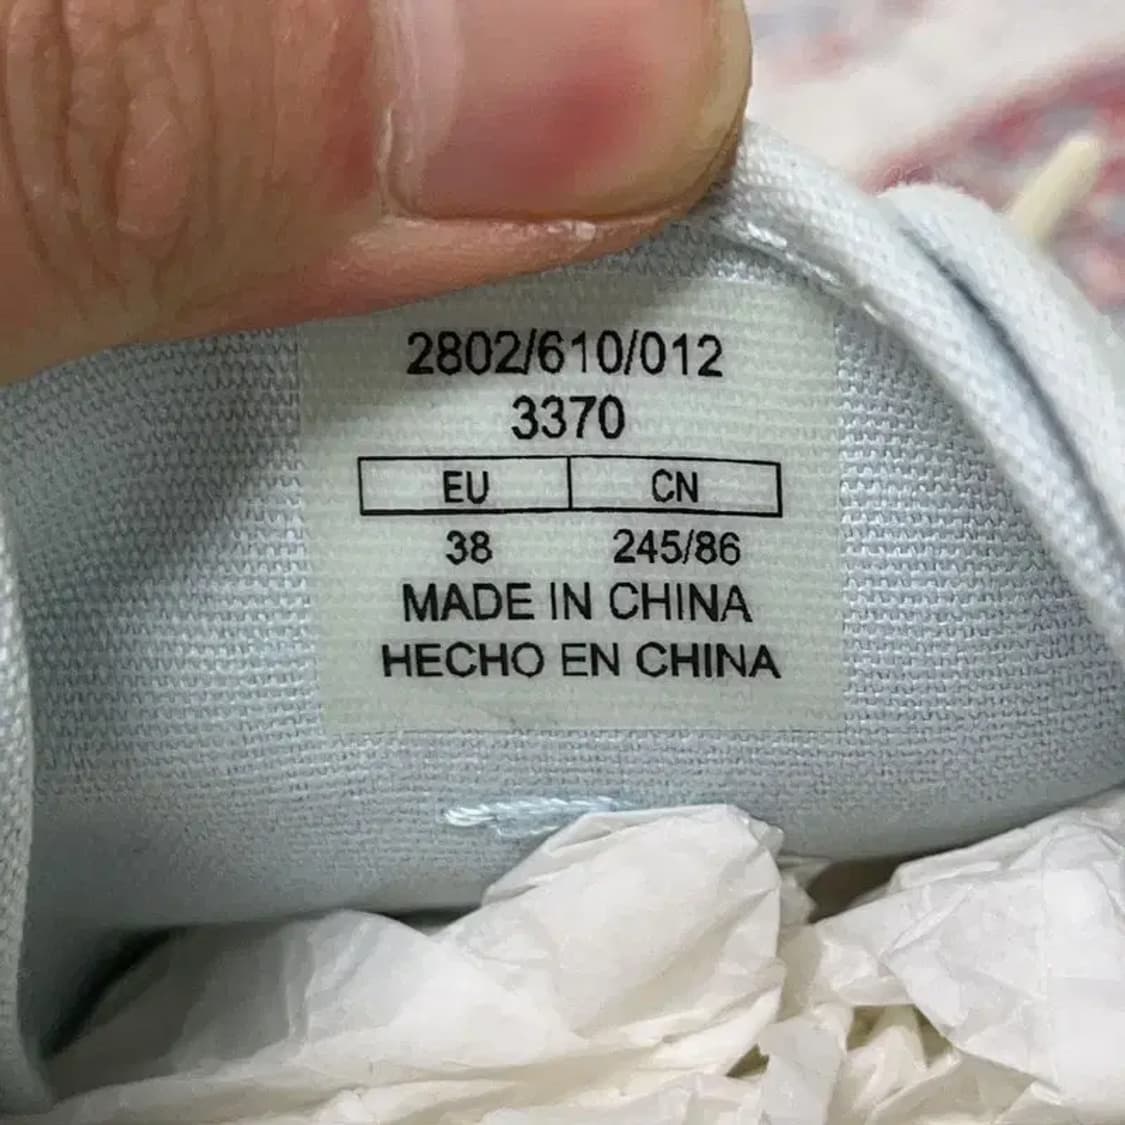 2802/610/012
3370
EU CN
38 245/86
MADE IN CHINA
HECHO EN CHINA